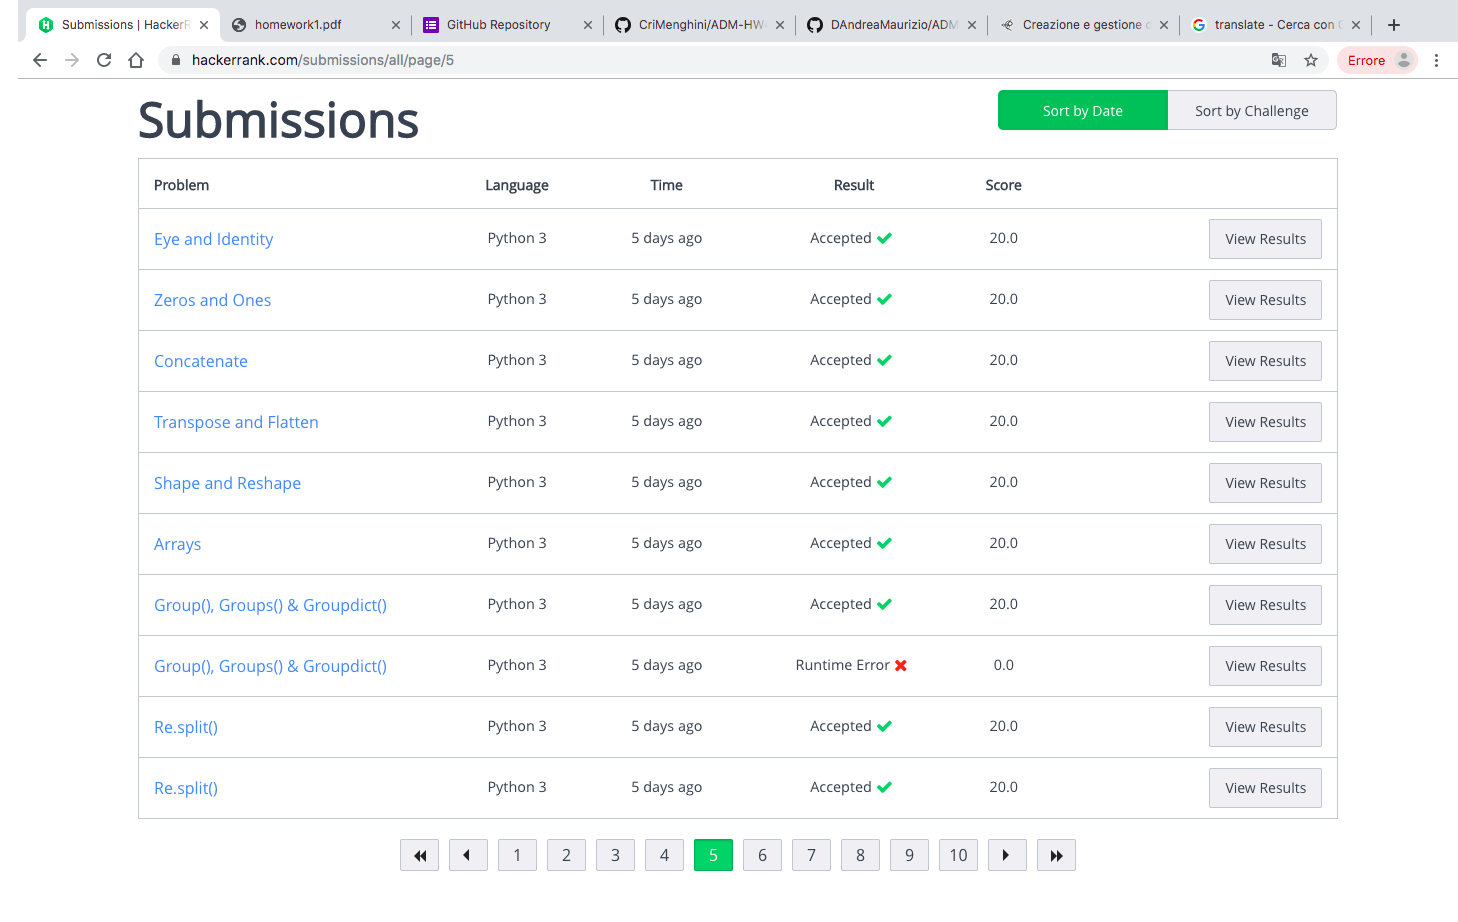 Submissions | HackerR
homework1.pdf
GitHub Repository
CriMenghini/ADM-HW
DAndreaMaurizio/ADM
Creazione e gestione
translate - Cerca con
hackerrank.com/submissions/all/page/5
Errore
Submissions
Sort by Date
Sort by Challenge
Problem Language Time Result Score
Eye and Identity Python 3 5 days ago Accepted 20.0 View Results
Zeros and Ones Python 3 5 days ago Accepted 20.0 View Results
Concatenate Python 3 5 days ago Accepted 20.0 View Results
Transpose and Flatten Python 3 5 days ago Accepted 20.0 View Results
Shape and Reshape Python 3 5 days ago Accepted 20.0 View Results
Arrays Python 3 5 days ago Accepted 20.0 View Results
Group(), Groups() & Groupdict() Python 3 5 days ago Accepted 20.0 View Results
Group(), Groups() & Groupdict() Python 3 5 days ago Runtime Error 0.0 View Results
Re.split() Python 3 5 days ago Accepted 20.0 View Results
Re.split() Python 3 5 days ago Accepted 20.0 View Results
1 2 3 4 5 6 7 8 9 10